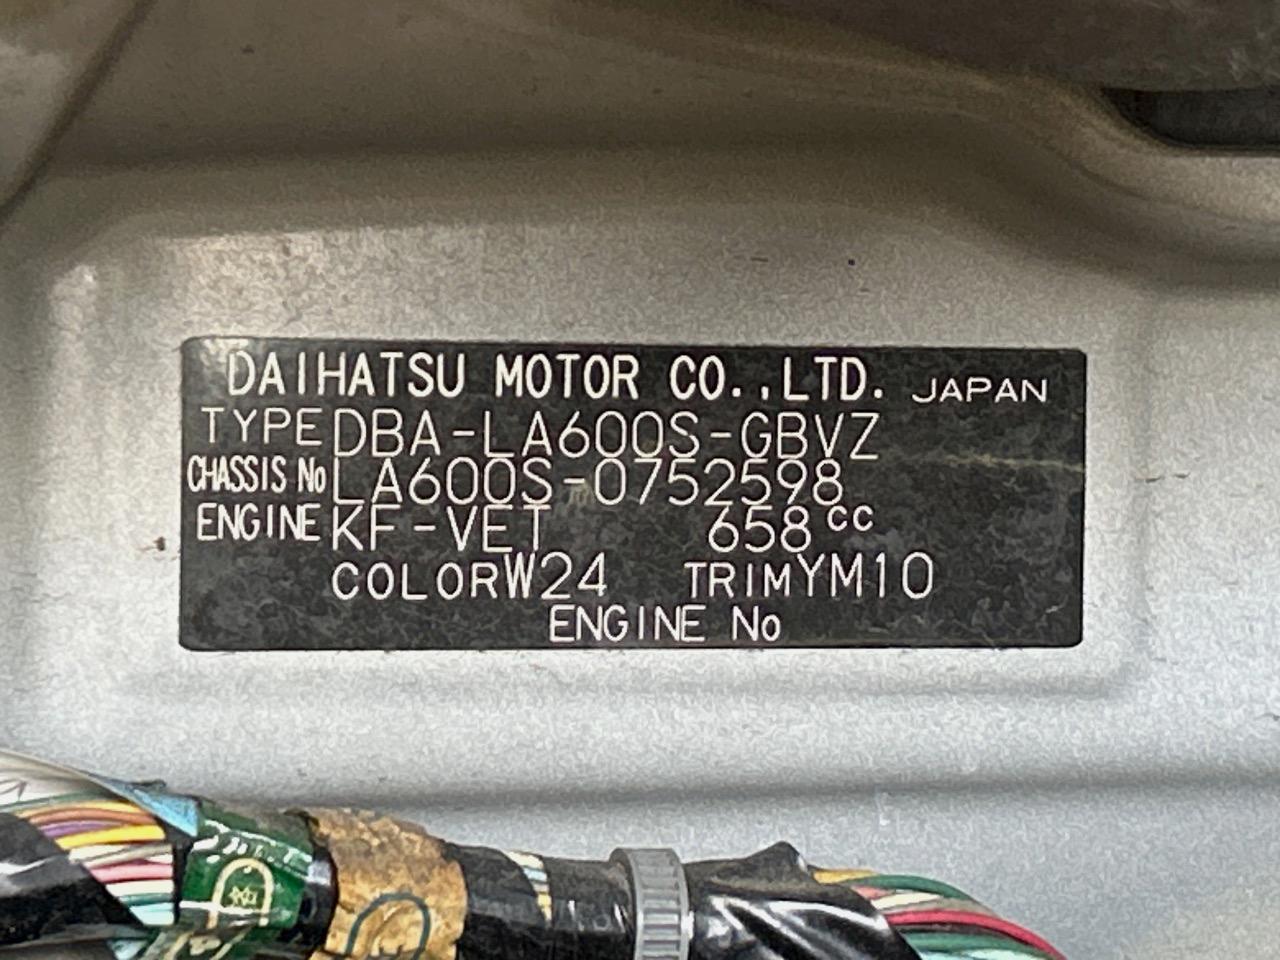 DAIHATSU MOTOR CO.,LTD. JAPAN
TYPE DBA-LA600S-GBVZ
CHASSIS No LA600S-0752598
ENGINE KF-VET 658cc
COLOR W24 TRIM YM10
ENGINE No